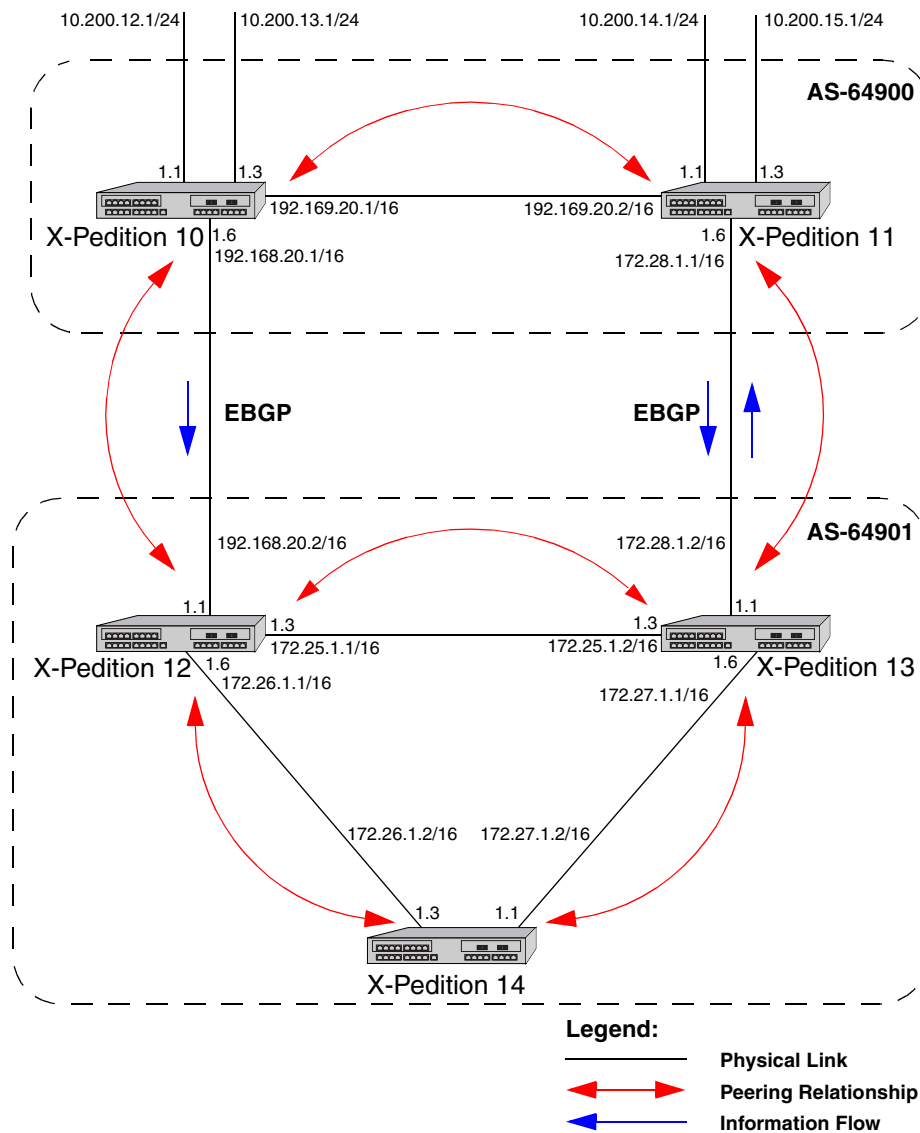 10.200.12.1/24
10.200.13.1/24
10.200.14.1/24
10.200.15.1/24
AS-64900
1.1
1.3
1.1
1.3
192.169.20.1/16
192.169.20.2/16
X-Pedition 10
X-Pedition 11
1.6
192.168.20.1/16
1.6
172.28.1.1/16
EBGP
EBGP
192.168.20.2/16
172.28.1.2/16
AS-64901
1.1
1.1
1.3
1.3
172.25.1.1/16
172.25.1.2/16
X-Pedition 12
X-Pedition 13
1.6
172.26.1.1/16
1.6
172.27.1.1/16
172.26.1.2/16
172.27.1.2/16
1.3
1.1
X-Pedition 14
Legend:
Physical Link
Peering Relationship
Information Flow